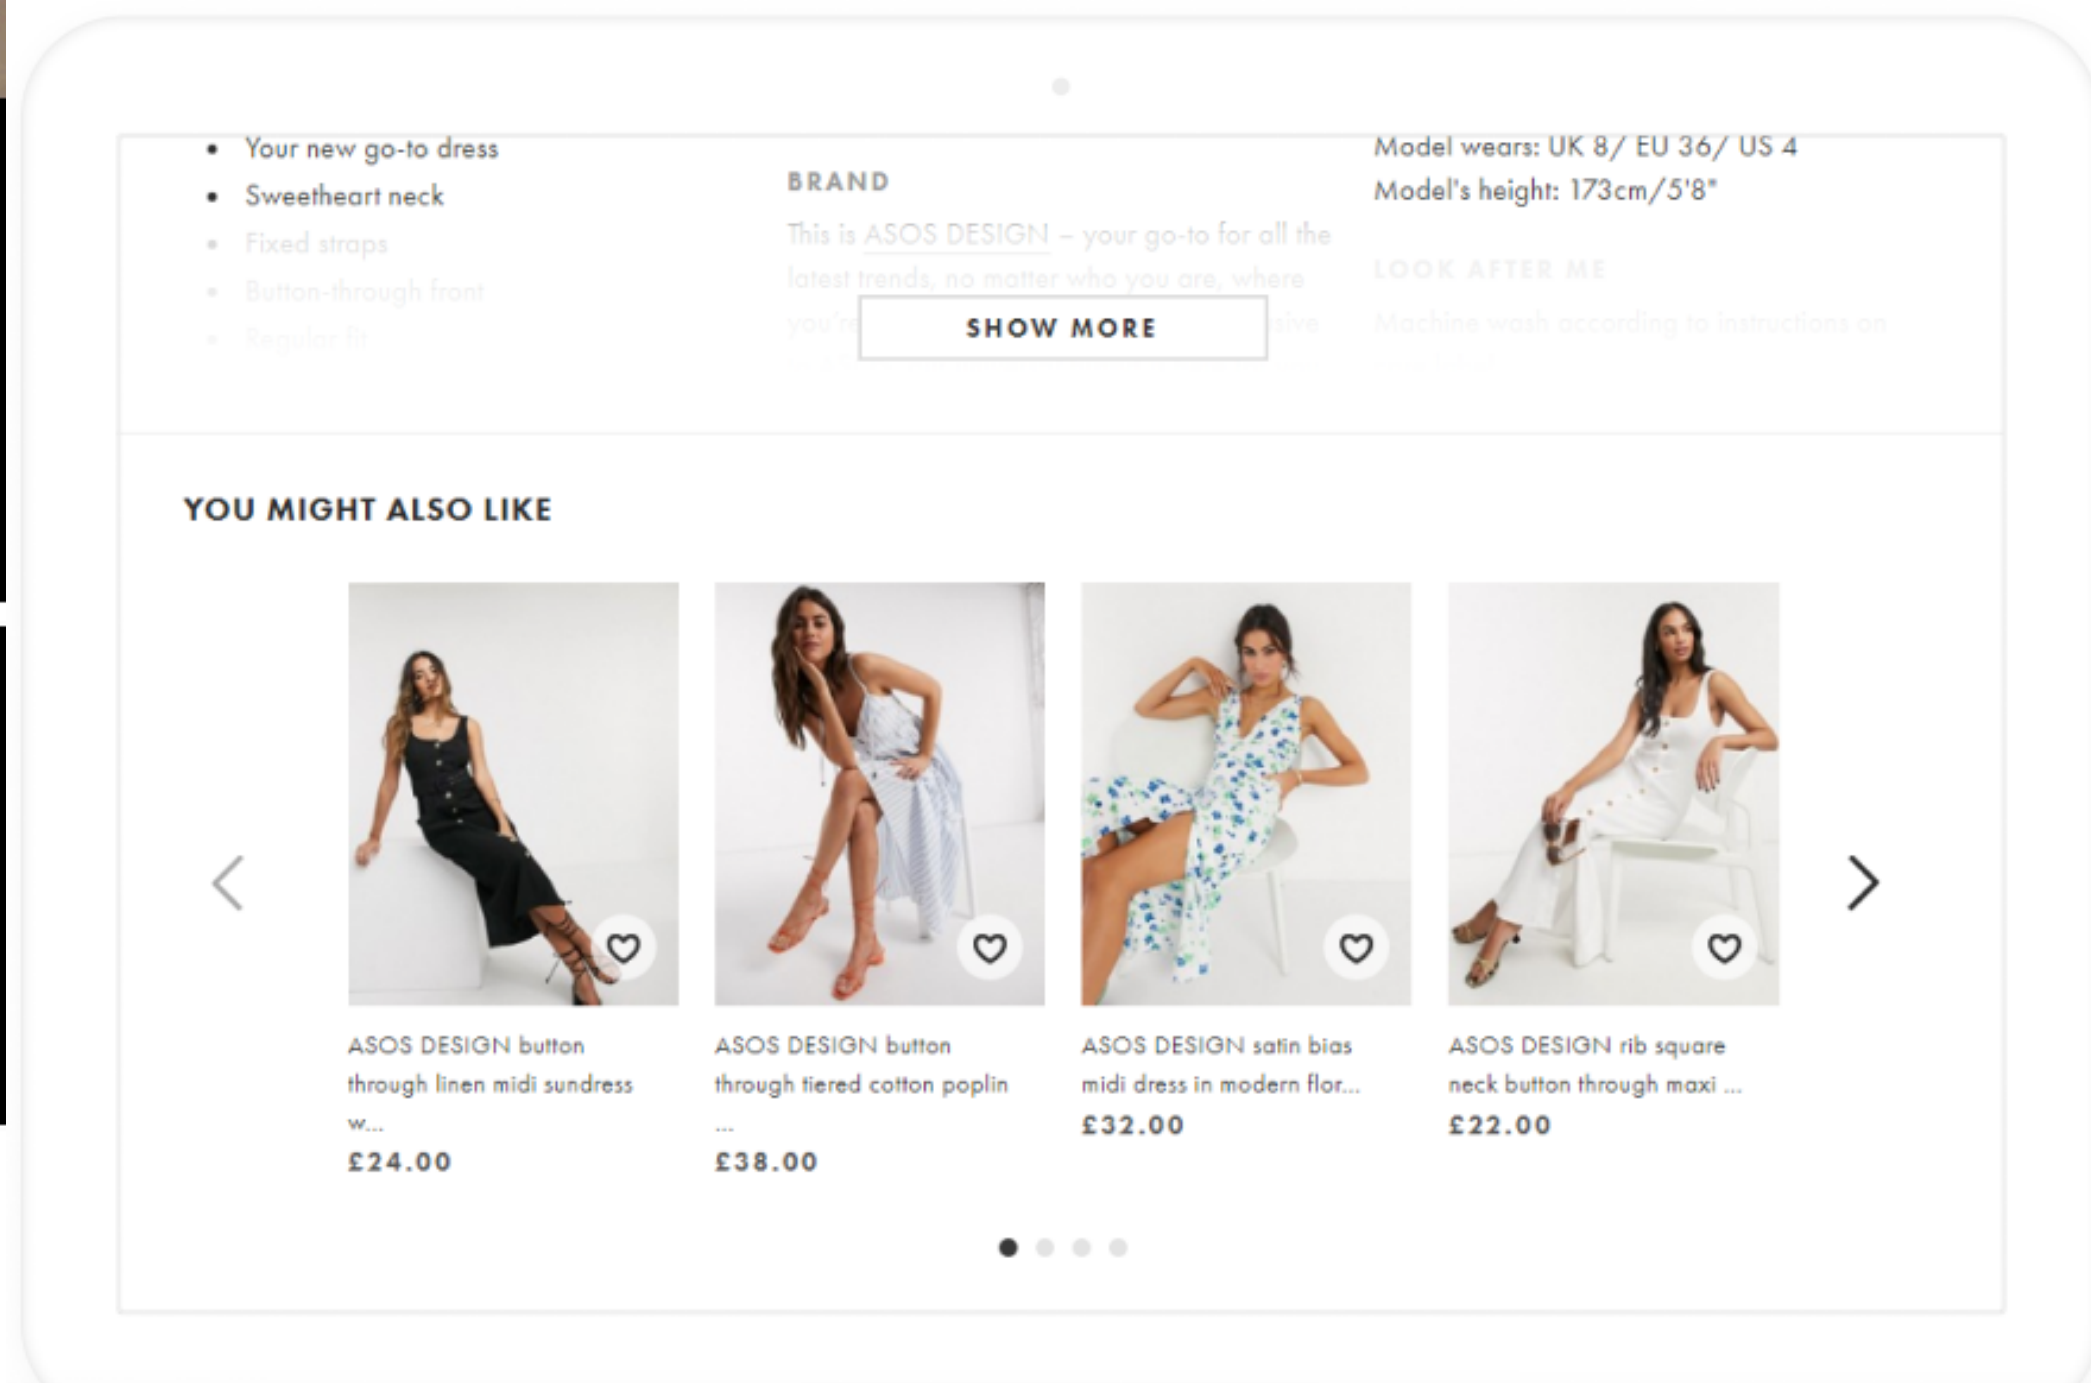 Your new go-to dress
Sweetheart neck
Fixed straps
Button-through front
Regular fit
BRAND
This is ASOS DESIGN – your go-to for all the
latest trends, no matter who you are, where
you're
Model wears: UK 8/ EU 36/ US 4
Model's height: 173cm/5'8"
LOOK AFTER ME
Machine wash according to instructions on
SHOW MORE
YOU MIGHT ALSO LIKE
ASOS DESIGN button
through linen midi sundress
w...
£24.00
ASOS DESIGN button
through tiered cotton poplin
...
£38.00
ASOS DESIGN satin bias
midi dress in modern flor...
£32.00
ASOS DESIGN rib square
neck button through maxi ...
£22.00